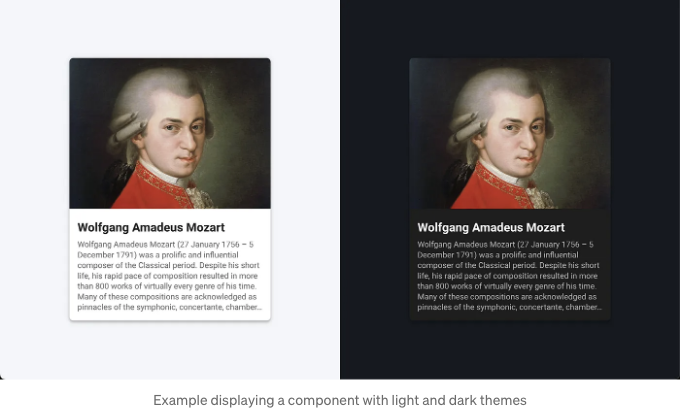 Wolfgang Amadeus Mozart
Wolfgang Amadeus Mozart (27 January 1756 – 5
December 1791) was a prolific and influential
composer of the Classical period. Despite his short
life, his rapid pace of composition resulted in more
than 800 works of virtually every genre of his time.
Many of these compositions are acknowledged as
pinnacles of the symphonic, concertante, chamber...
Wolfgang Amadeus Mozart
Wolfgang Amadeus Mozart (27 January 1756 – 5
December 1791) was a prolific and influential
composer of the Classical period. Despite his short
life, his rapid pace of composition resulted in more
than 800 works of virtually every genre of his time.
Many of these compositions are acknowledged as
pinnacles of the symphonic, concertante, chamber...
Example displaying a component with light and dark themes